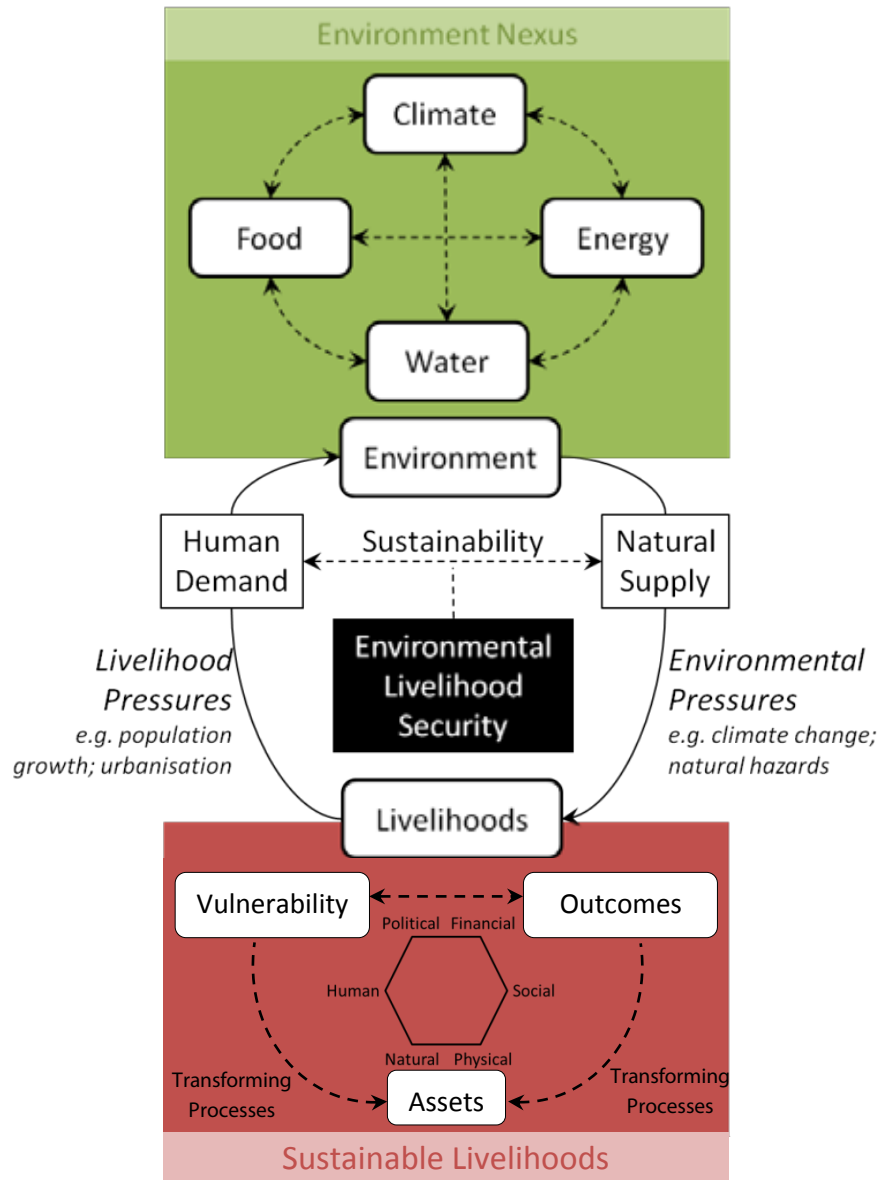 Environment Nexus
Climate
Food
Energy
Water
Environment
Human
Demand
Sustainability
Natural
Supply
Environmental
Livelihood
Security
Livelihood
Pressures
e.g. population
growth; urbanisation
Environmental
Pressures
e.g. climate change;
natural hazards
Livelihoods
Vulnerability
Outcomes
Political
Financial
Human
Social
Natural
Physical
Transforming
Processes
Assets
Transforming
Processes
Sustainable Livelihoods